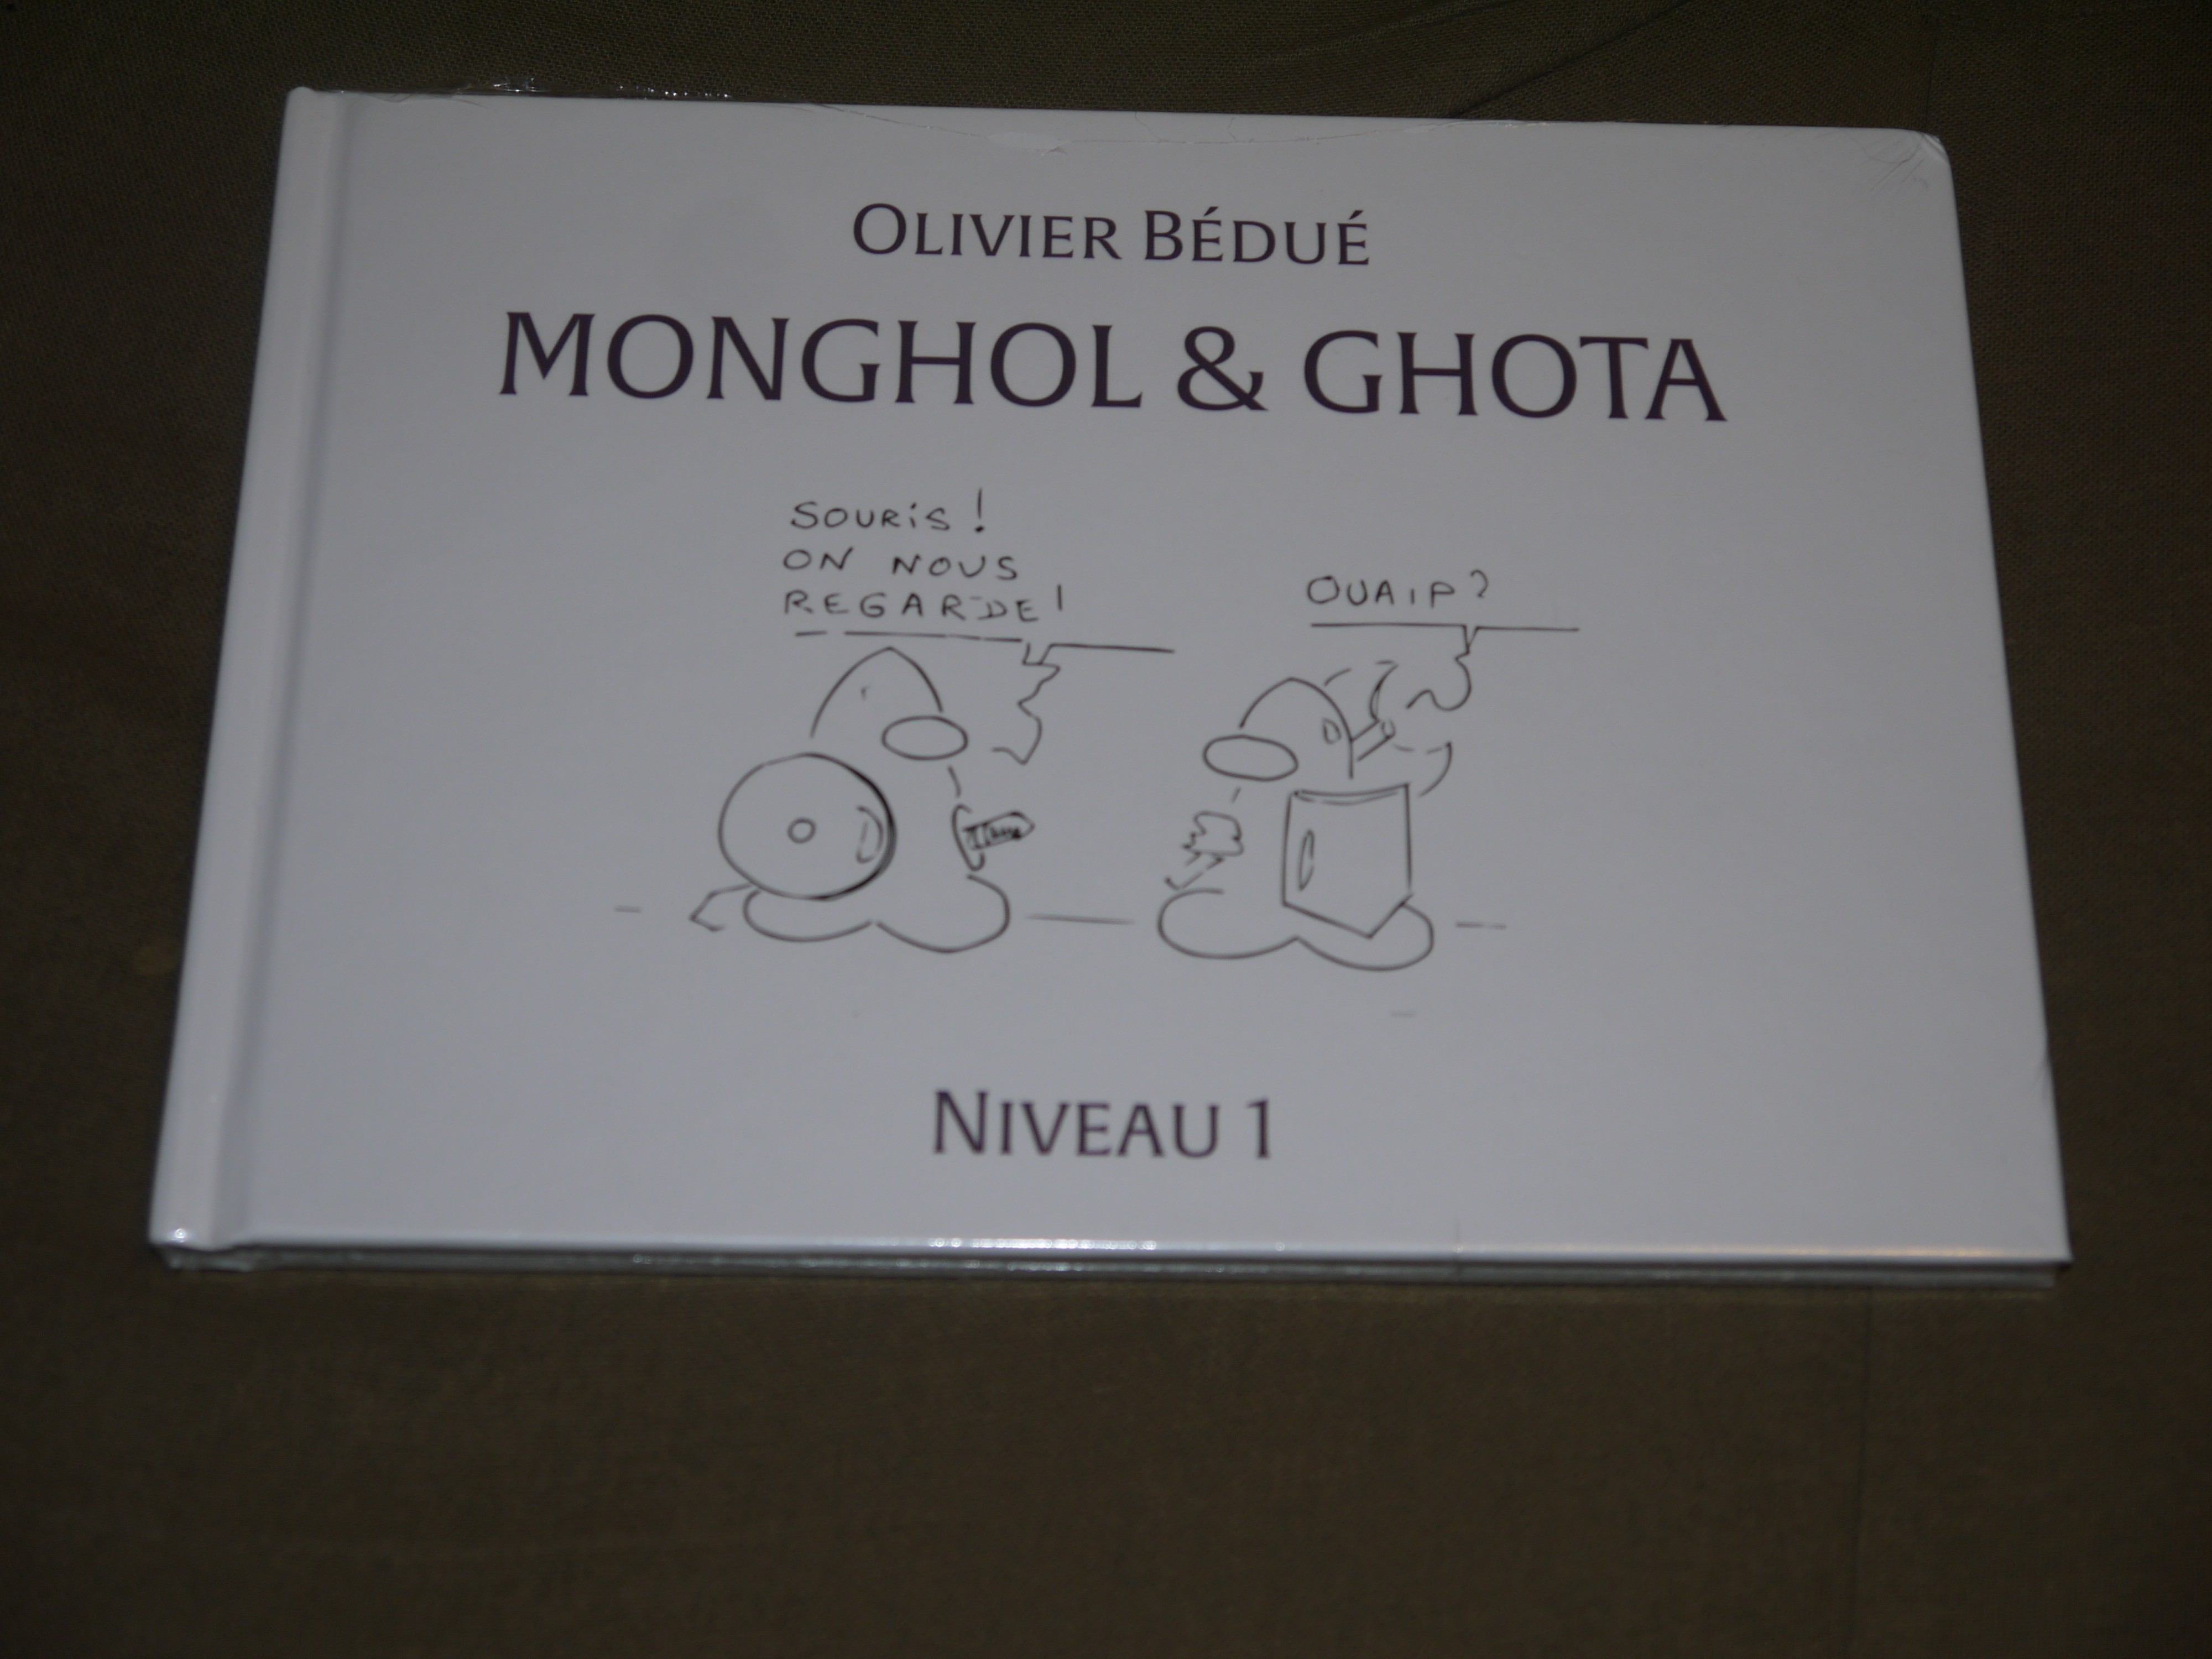 OLIVIER BÉDUÉ
MONGHOL & GHOTA
SOURiS !
ON NOUS
REGARDE !
OUAiP ?
NIVEAU 1